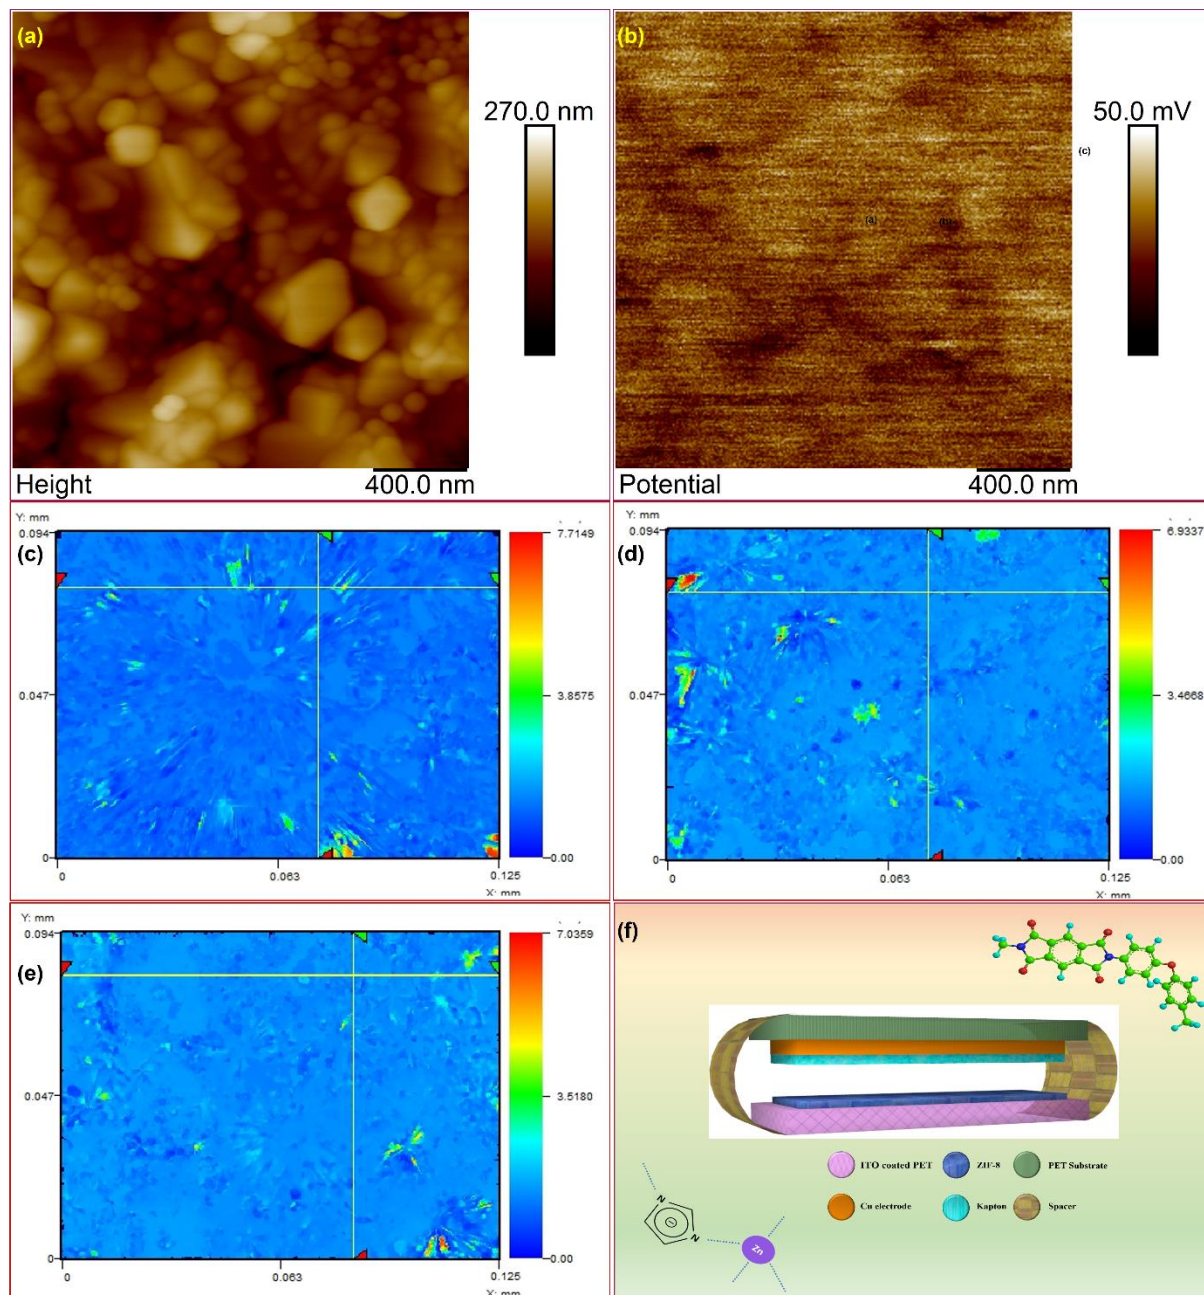 (a)
270.0 nm
Height
400.0 nm
(b)
50.0 mV
(c)
(a)
Potential
400.0 nm
Y: mm
0.094
(c)
7.7149
0.047
3.8575
0
0.00
0
0.063
0.125
X: mm
Y: mm
0.094
(d)
6.9337
0.047
3.4668
0
0.00
0
0.063
0.125
X: mm
Y: mm
0.094
(e)
7.0359
0.047
3.5180
0
0.00
0
0.063
0.125
X: mm
(f)
ITO coated PET
ZIF-8
PET Substrate
Cu electrode
Kapton
Spacer
N
N
Zn